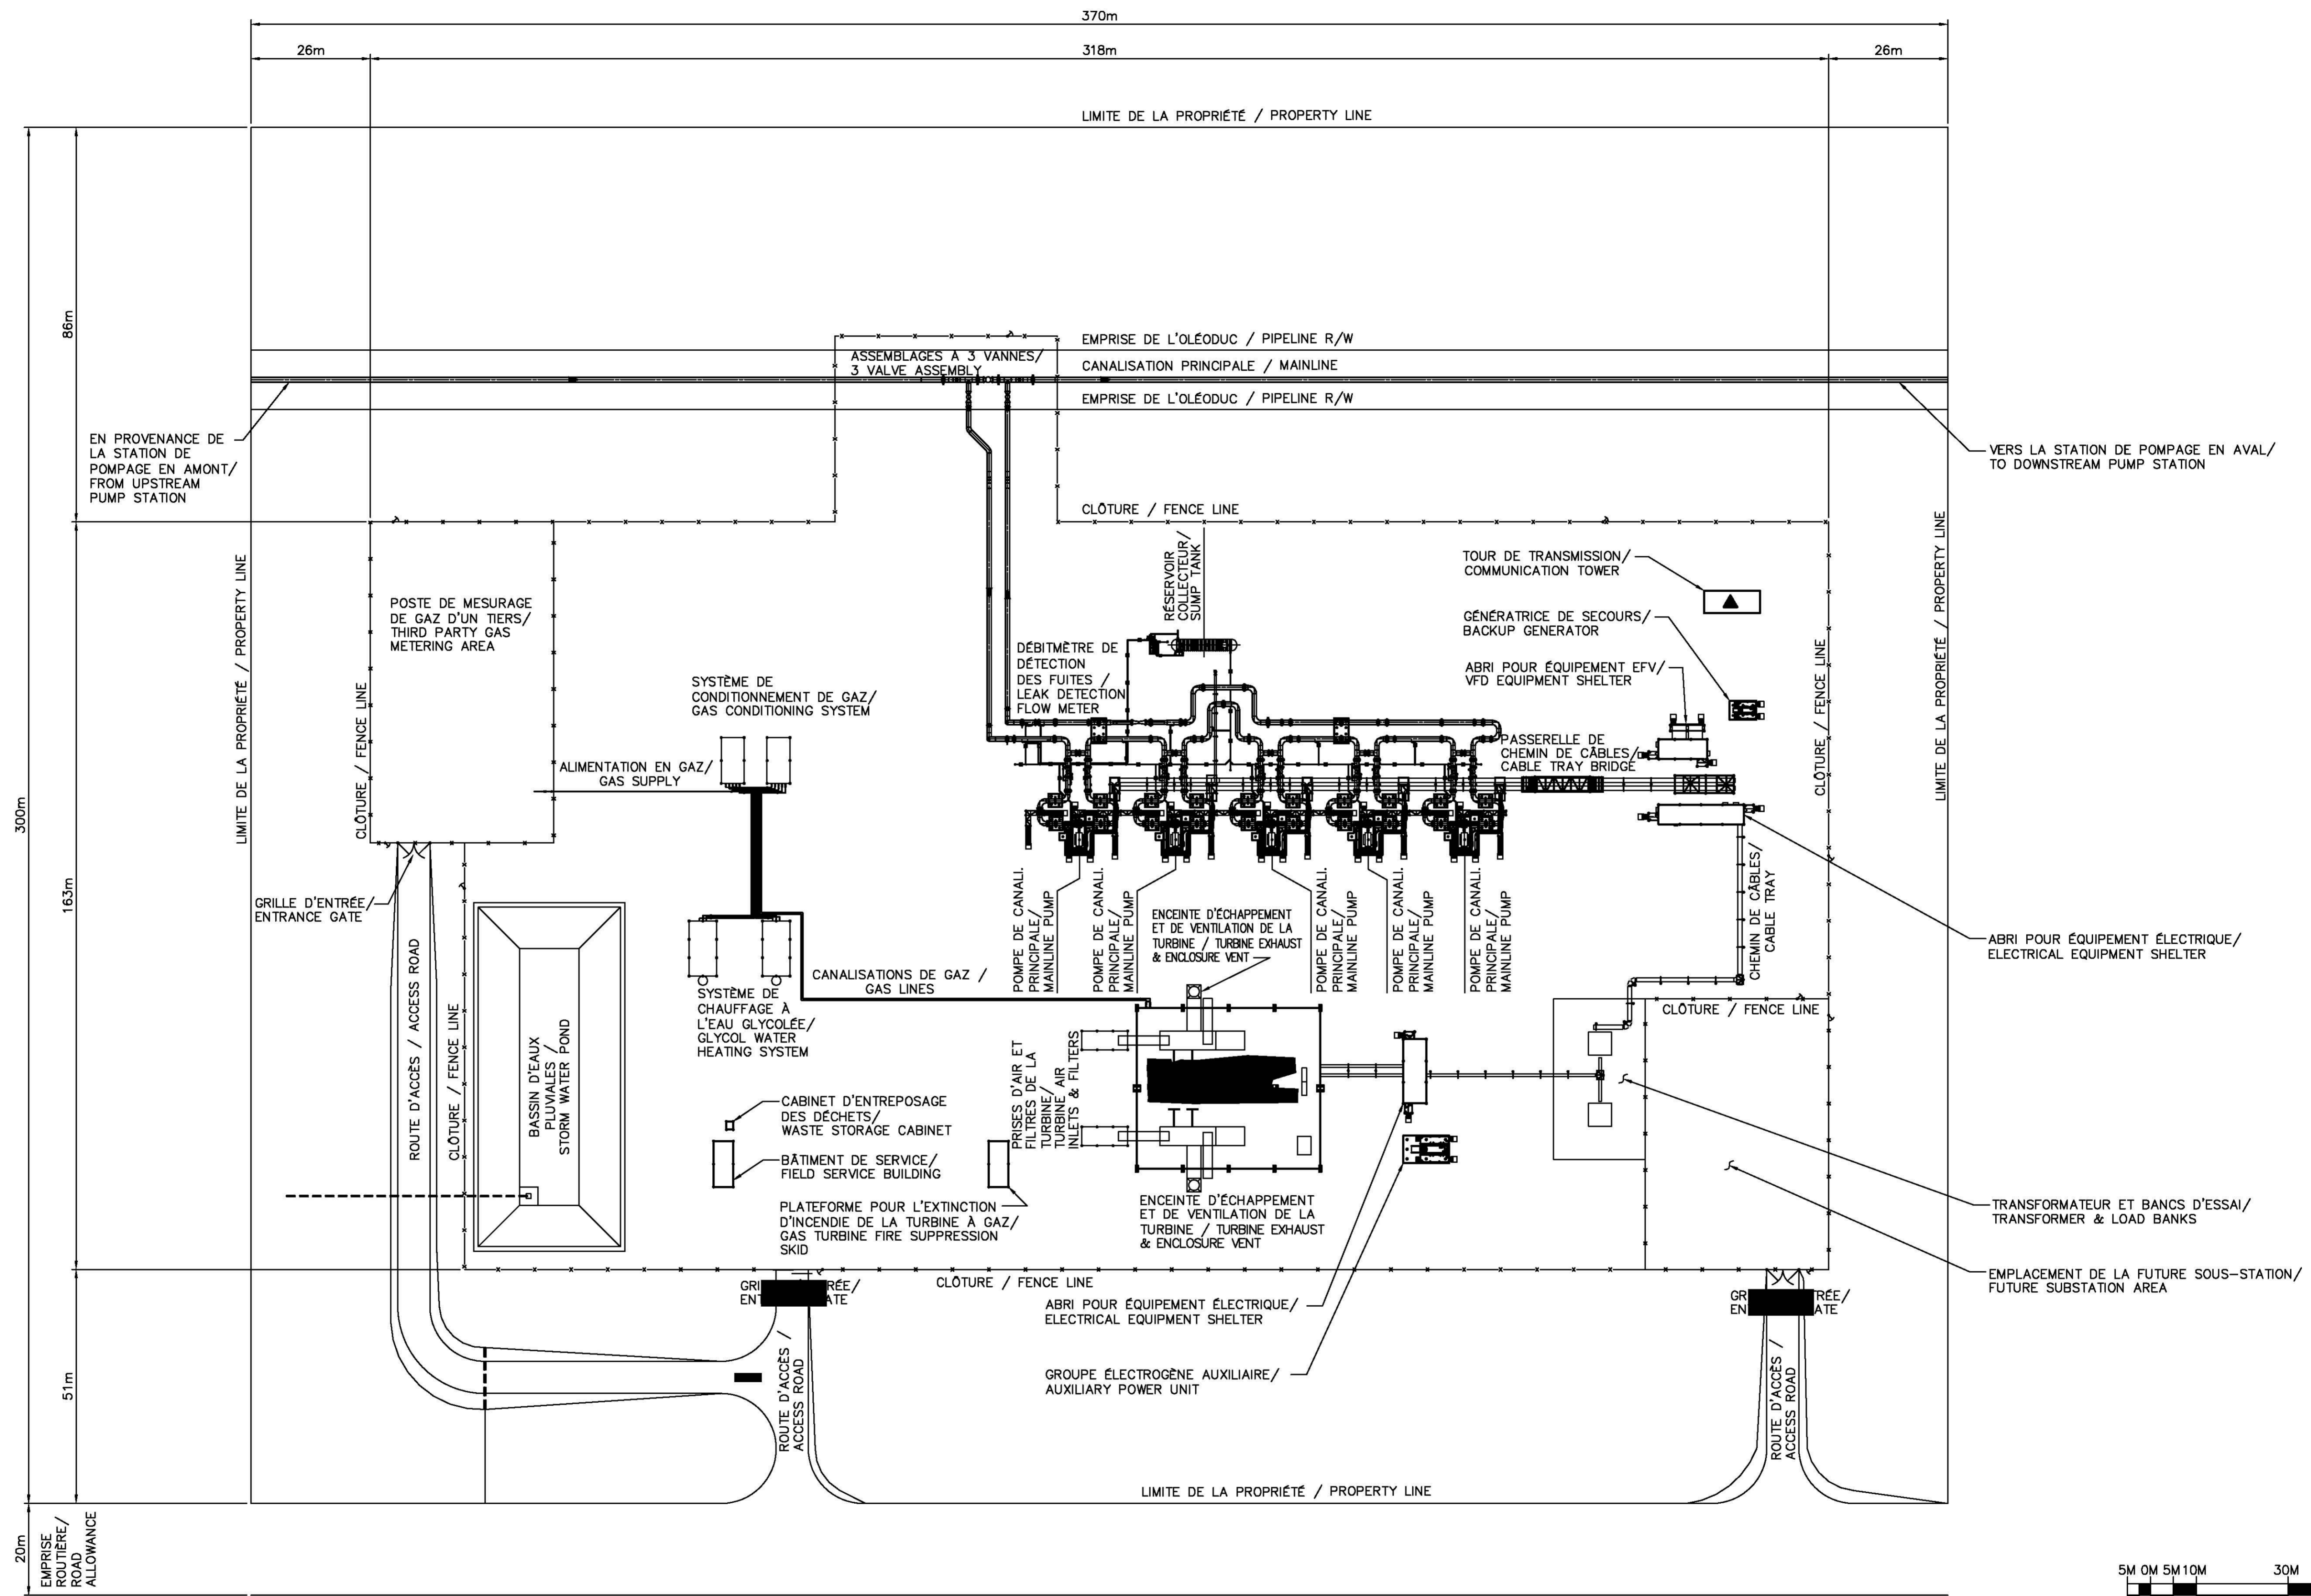 370m
26m
318m
26m
LIMITE DE LA PROPRIÉTÉ / PROPERTY LINE
86m
EMPRISE DE L'OLÉODUC / PIPELINE R/W
ASSEMBLAGES À 3 VANNES/
3 VALVE ASSEMBLY
CANALISATION PRINCIPALE / MAINLINE
EMPRISE DE L'OLÉODUC / PIPELINE R/W
EN PROVENANCE DE
LA STATION DE
POMPAGE EN AMONT/
FROM UPSTREAM
PUMP STATION
VERS LA STATION DE POMPAGE EN AVAL/
TO DOWNSTREAM PUMP STATION
CLÔTURE / FENCE LINE
LIMITE DE LA PROPRIÉTÉ / PROPERTY LINE
LIMITE DE LA PROPRIÉTÉ / PROPERTY LINE
POSTE DE MESURAGE
DE GAZ D'UN TIERS/
THIRD PARTY GAS
METERING AREA
CLÔTURE / FENCE LINE
RÉSERVOIR
COLLECTEUR/
SUMP TANK
TOUR DE TRANSMISSION/
COMMUNICATION TOWER
GÉNÉRATRICE DE SECOURS/
BACKUP GENERATOR
ABRI POUR ÉQUIPEMENT EFV/
VFD EQUIPMENT SHELTER
CLÔTURE / FENCE LINE
DÉBITMÈTRE DE
DÉTECTION
DES FUITES /
LEAK DETECTION
FLOW METER
SYSTÈME DE
CONDITIONNEMENT DE GAZ/
GAS CONDITIONING SYSTEM
ALIMENTATION EN GAZ/
GAS SUPPLY
PASSERELLE DE
CHEMIN DE CÂBLES/
CABLE TRAY BRIDGE
300m
163m
GRILLE D'ENTRÉE/
ENTRANCE GATE
POMPE DE CANALI.
PRINCIPALE/
MAINLINE PUMP
POMPE DE CANALI.
PRINCIPALE/
MAINLINE PUMP
ENCEINTE D'ÉCHAPPEMENT
ET DE VENTILATION DE LA
TURBINE / TURBINE EXHAUST
& ENCLOSURE VENT
POMPE DE CANALI.
PRINCIPALE/
MAINLINE PUMP
POMPE DE CANALI.
PRINCIPALE/
MAINLINE PUMP
POMPE DE CANALI.
PRINCIPALE/
MAINLINE PUMP
CHEMIN DE CÂBLES/
CABLE TRAY
ABRI POUR ÉQUIPEMENT ÉLECTRIQUE/
ELECTRICAL EQUIPMENT SHELTER
ROUTE D'ACCÈS / ACCESS ROAD
CLÔTURE / FENCE LINE
BASSIN D'EAUX
PLUVIALES /
STORM WATER POND
CANALISATIONS DE GAZ /
GAS LINES
SYSTÈME DE
CHAUFFAGE À
L'EAU GLYCOLÉE/
GLYCOL WATER
HEATING SYSTEM
CLÔTURE / FENCE LINE
PRISES D'AIR ET
FILTRES DE LA
TURBINE/
TURBINE AIR
INLETS & FILTERS
CABINET D'ENTREPOSAGE
DES DÉCHETS/
WASTE STORAGE CABINET
BÂTIMENT DE SERVICE/
FIELD SERVICE BUILDING
PLATEFORME POUR L'EXTINCTION
D'INCENDIE DE LA TURBINE À GAZ/
GAS TURBINE FIRE SUPPRESSION
SKID
ENCEINTE D'ÉCHAPPEMENT
ET DE VENTILATION DE LA
TURBINE / TURBINE EXHAUST
& ENCLOSURE VENT
TRANSFORMATEUR ET BANCS D'ESSAI/
TRANSFORMER & LOAD BANKS
EMPLACEMENT DE LA FUTURE SOUS-STATION/
FUTURE SUBSTATION AREA
CLÔTURE / FENCE LINE
ABRI POUR ÉQUIPEMENT ÉLECTRIQUE/
ELECTRICAL EQUIPMENT SHELTER
GROUPE ÉLECTROGÈNE AUXILIAIRE/
AUXILIARY POWER UNIT
51m
ROUTE D'ACCÈS /
ACCESS ROAD
ROUTE D'ACCÈS /
ACCESS ROAD
LIMITE DE LA PROPRIÉTÉ / PROPERTY LINE
20m
EMPRISE
ROUTIÈRE/
ROAD
ALLOWANCE
5M 0M 5M 10M 30M